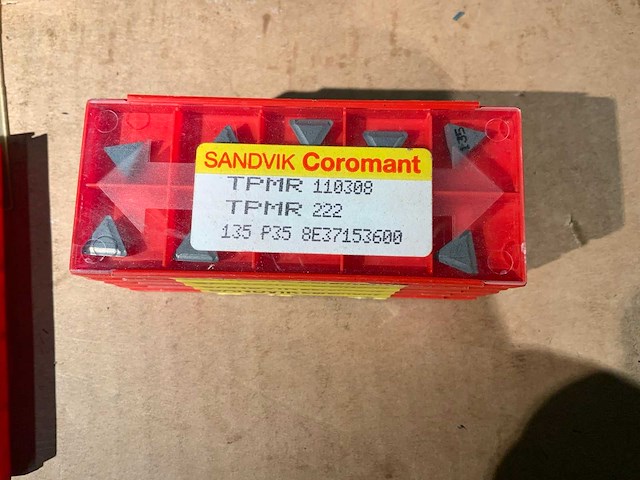 SANDVIK Coromant
TPMR 110308
TPMR 222
135 P35 8E37153600